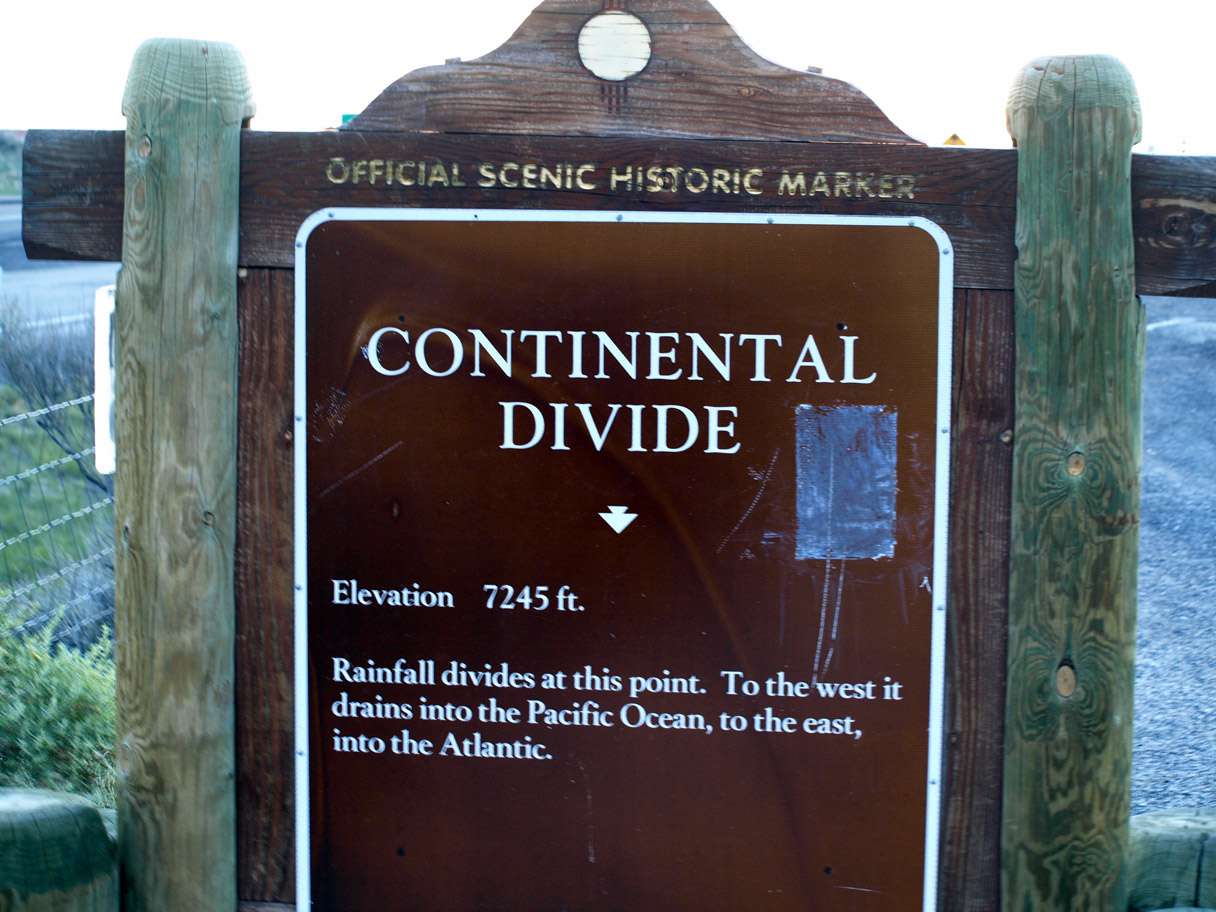 OFFICIAL SCENIC HISTORIC MARKER
CONTINENTAL
DIVIDE
Elevation 7245 ft.
Rainfall divides at this point. To the west it
drains into the Pacific Ocean, to the east,
into the Atlantic.